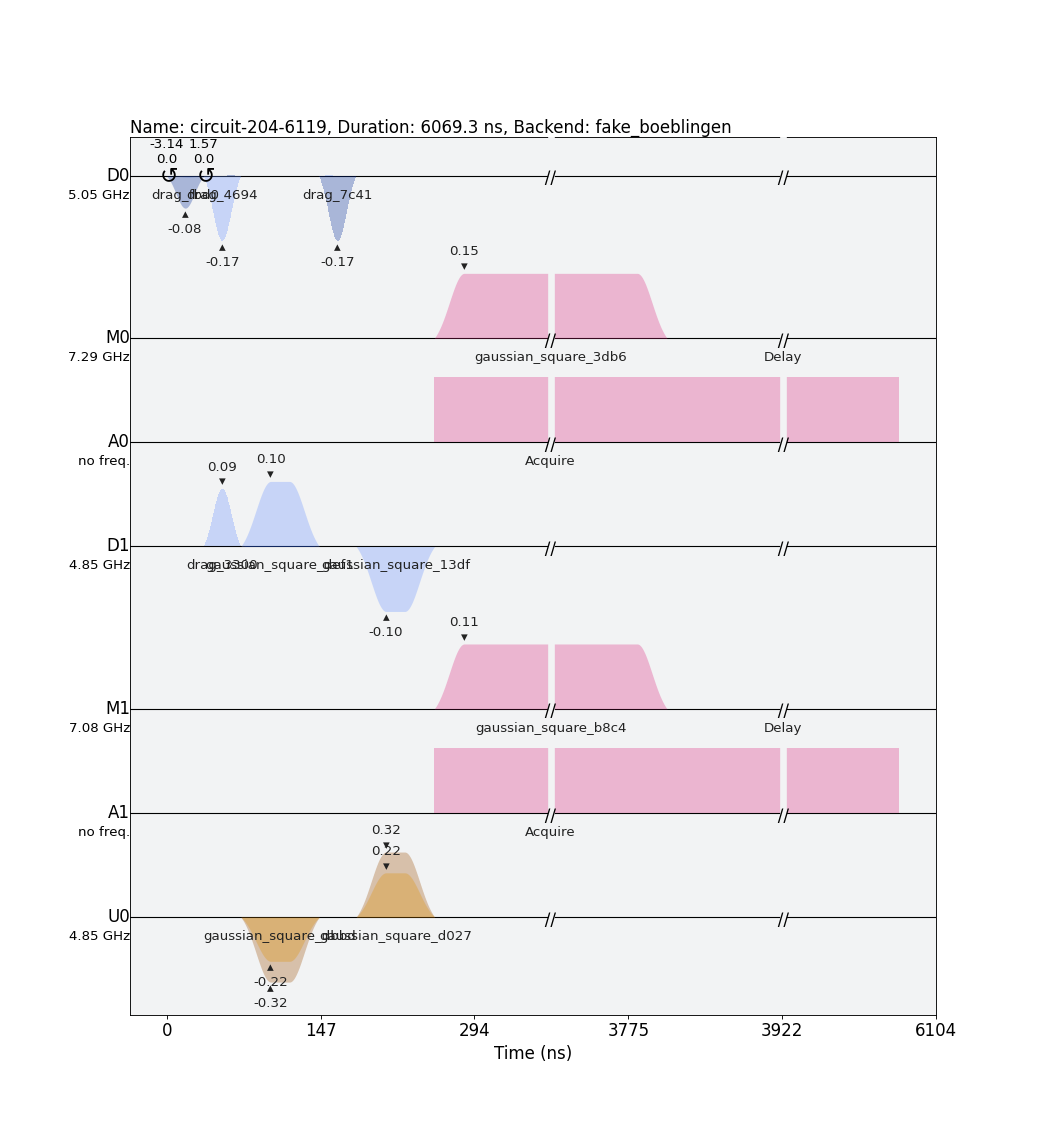 Name: circuit-204-6119, Duration: 6069.3 ns, Backend: fake_boeblingen
-3.14 1.57
0.0 0.0
D0
5.05 GHz
drag_4694 drag_7c41
-0.08
-0.17 -0.17
0.15
M0
7.29 GHz gaussian_square_3db6 Delay
A0
no freq. Acquire
0.09 0.10
D1
4.85 GHz drag_3300 gaussian_square_13df
-0.10
0.11
M1
7.08 GHz gaussian_square_b8c4 Delay
A1
no freq. Acquire
0.32
0.22
U0
4.85 GHz gaussian_square_d027
-0.22
-0.32
0 147 294 3775 3922 6104
Time (ns)